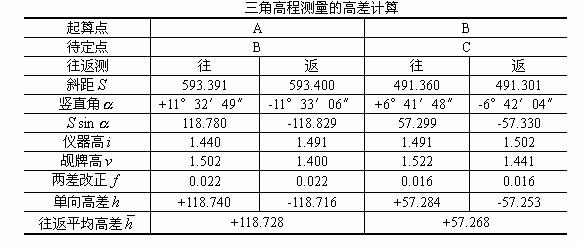 三角高程测量的高差计算
起算点 A B
待定点 B C
往返测 往 返 往 返
斜距 S 593.391 593.400 491.360 491.301
竖直角 α +11°32′49″ -11°33′06″ +6°41′48″ -6°42′04″
S sin α 118.780 -118.829 57.299 -57.330
仪器高 i 1.440 1.491 1.491 1.502
觇牌高 v 1.502 1.400 1.522 1.441
两差改正 f 0.022 0.022 0.016 0.016
单向高差 h +118.740 -118.716 +57.284 -57.253
往返平均高差 h̅ +118.728 +57.268